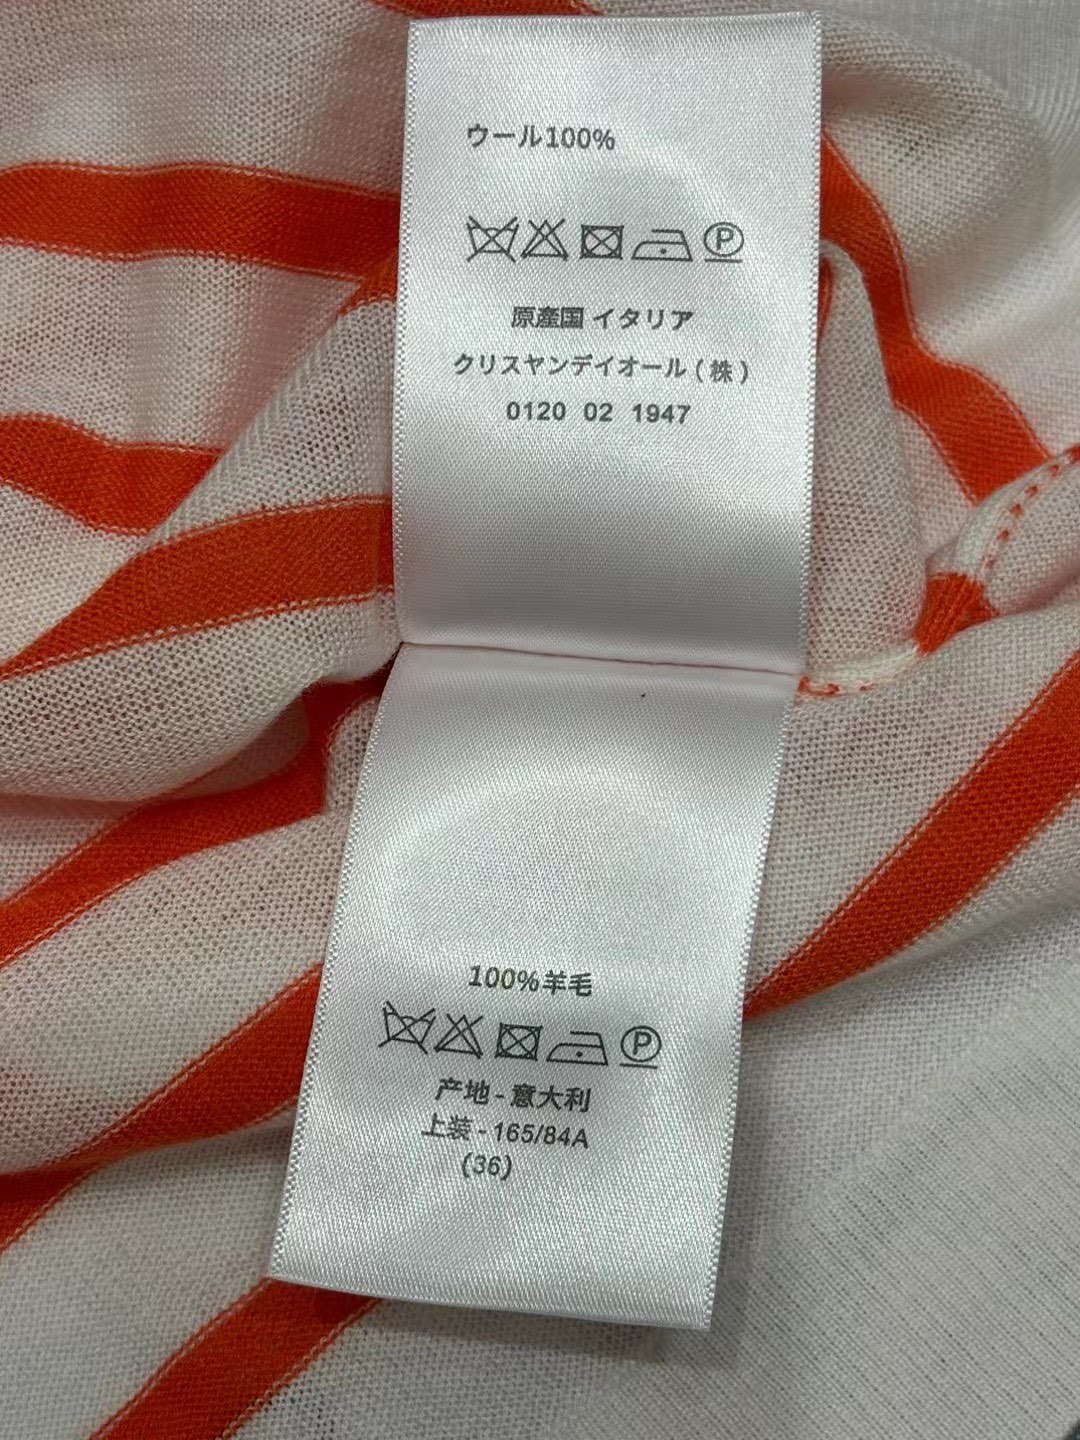 ウール100%
P
原産国 イタリア
クリスヤンデイオール(株)
0120 02 1947
100%羊毛
P
产地-意大利
上装-165/84A
(36)